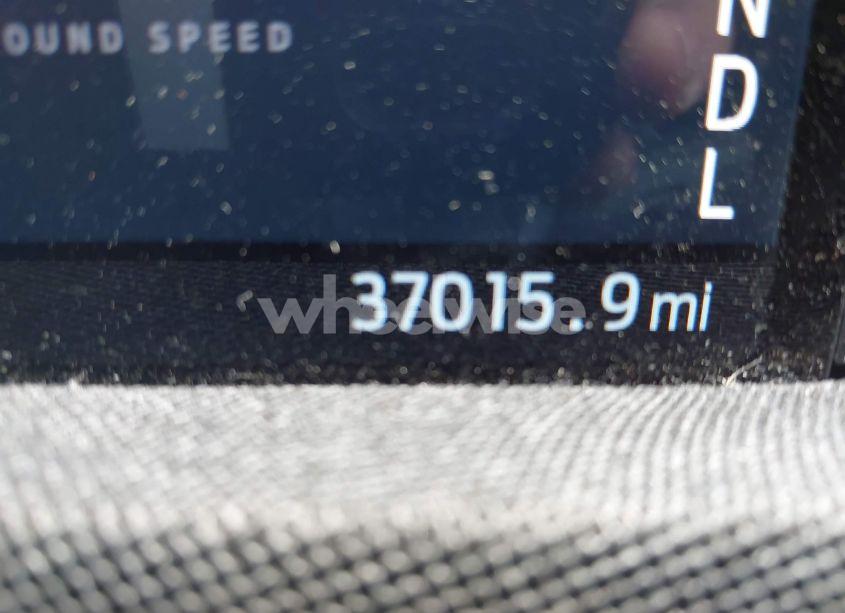 OUND SPEED
N
D
L
37015.9 mi
wheelwise